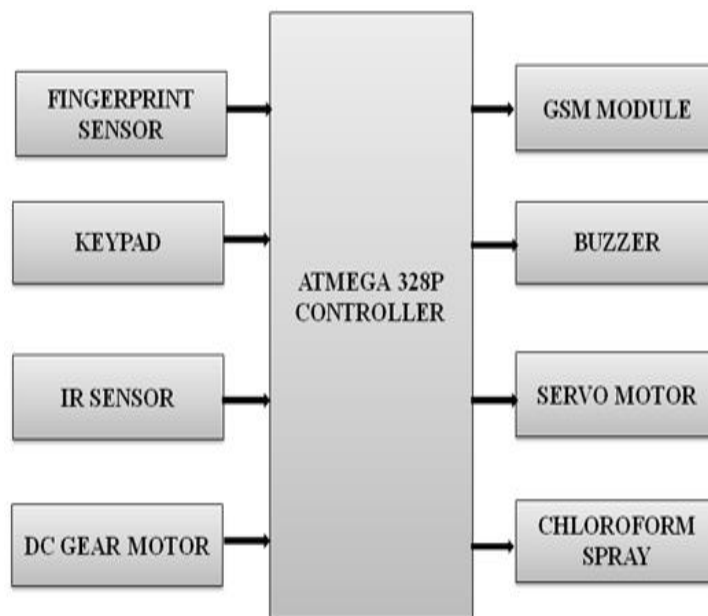 FINGERPRINT
SENSOR
KEYPAD
IR SENSOR
DC GEAR MOTOR
ATMEGA 328P
CONTROLLER
GSM MODULE
BUZZER
SERVO MOTOR
CHLOROFORM
SPRAY